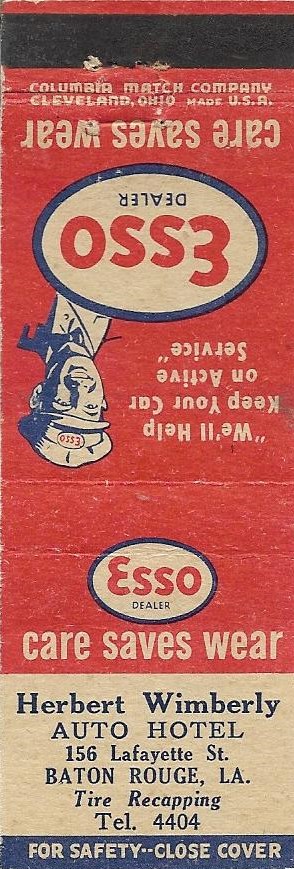 COLUMBIA MATCH COMPANY
CLEVELAND, OHIO MADE U.S.A.
care saves wear
Esso
DEALER
"We'll Help
Keep Your Car
on Active
Service"
Esso
Esso
DEALER
care saves wear
Herbert Wimberly
AUTO HOTEL
156 Lafayette St.
BATON ROUGE, LA.
Tire Recapping
Tel. 4404
FOR SAFETY--CLOSE COVER